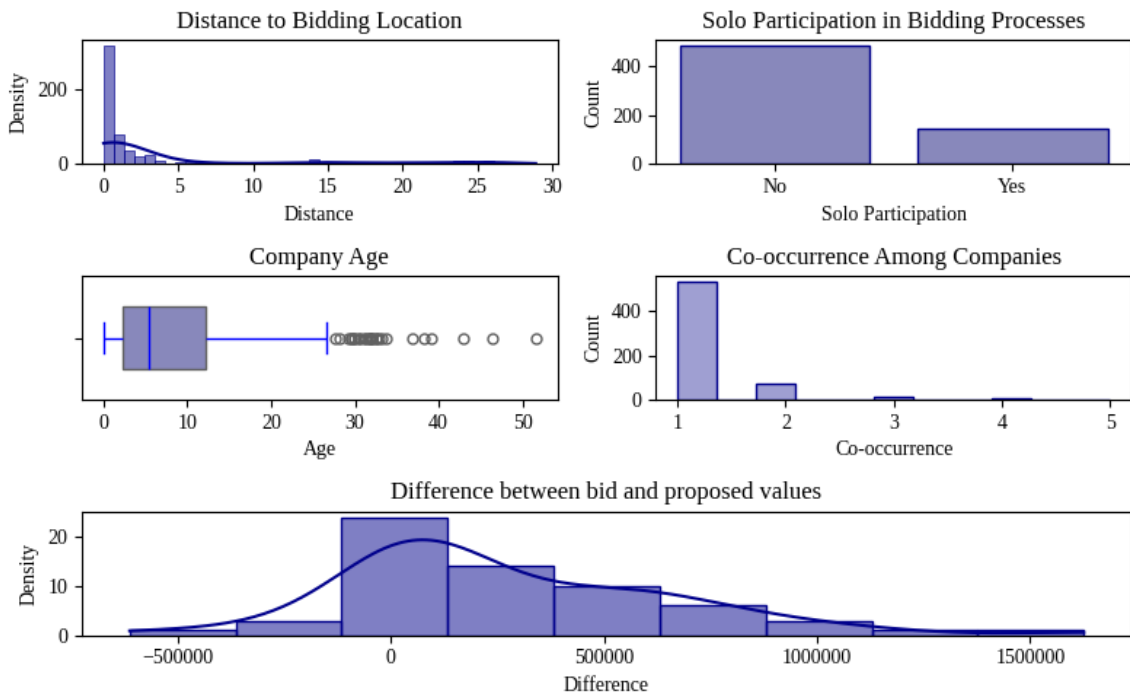 Distance to Bidding Location
Density
200
0
0 5 10 15 20 25 30
Distance
Solo Participation in Bidding Processes
Count
400
200
0
No Yes
Solo Participation
Company Age
0 10 20 30 40 50
Age
Co-occurrence Among Companies
Count
400
200
0
1 2 3 4 5
Co-occurrence
Difference between bid and proposed values
Density
20
10
0
−500000 0 500000 1000000 1500000
Difference